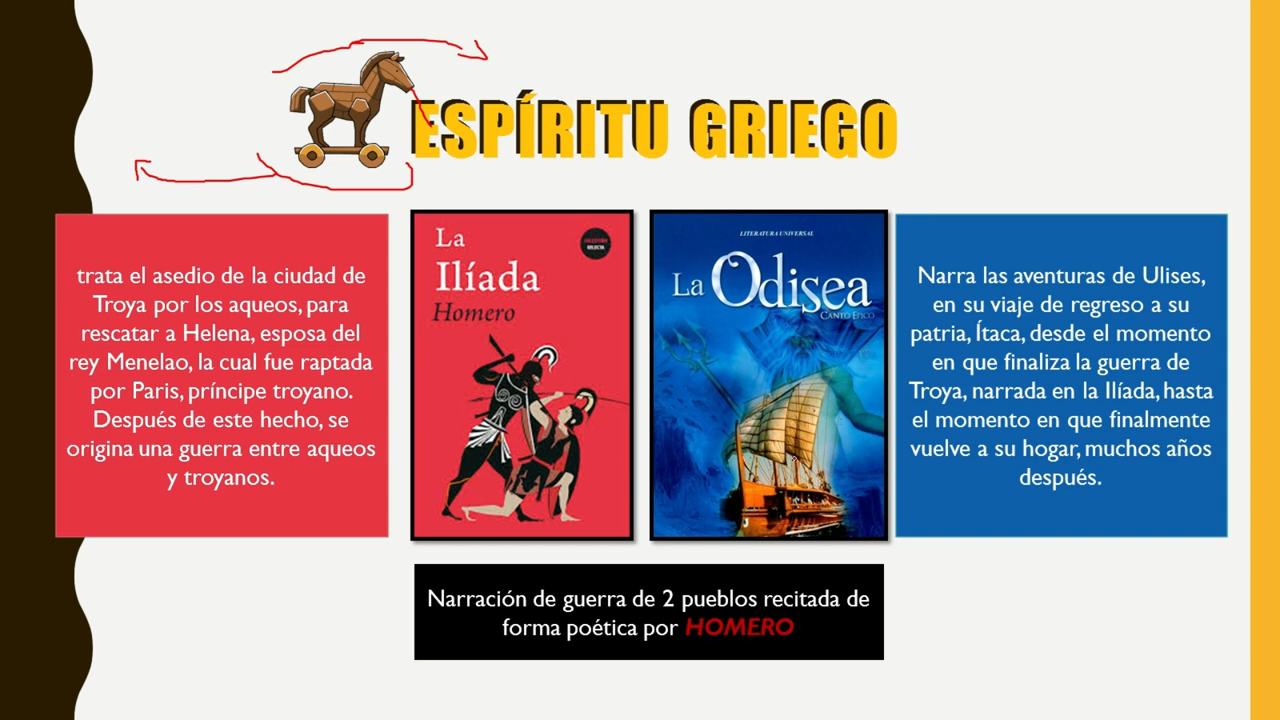 ESPÍRITU GRIEGO
trata el asedio de la ciudad de
Troya por los aqueos, para
rescatar a Helena, esposa del
rey Menelao, la cual fue raptada
por Paris, príncipe troyano.
Después de este hecho, se
origina una guerra entre aqueos
y troyanos.
La
Ilíada
Homero
COLECCIÓN
SELECTA
LITERATURA UNIVERSAL
La Odisea
CANTO EPICO
Narra las aventuras de Ulises,
en su viaje de regreso a su
patria, Ítaca, desde el momento
en que finaliza la guerra de
Troya, narrada en la Ilíada, hasta
el momento en que finalmente
vuelve a su hogar, muchos años
después.
Narración de guerra de 2 pueblos recitada de
forma poética por HOMERO